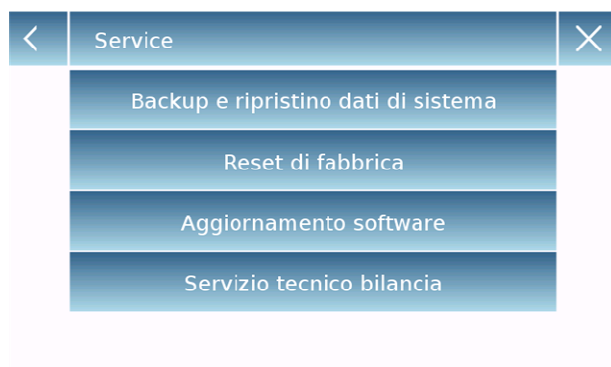 Service
Backup e ripristino dati di sistema
Reset di fabbrica
Aggiornamento software
Servizio tecnico bilancia